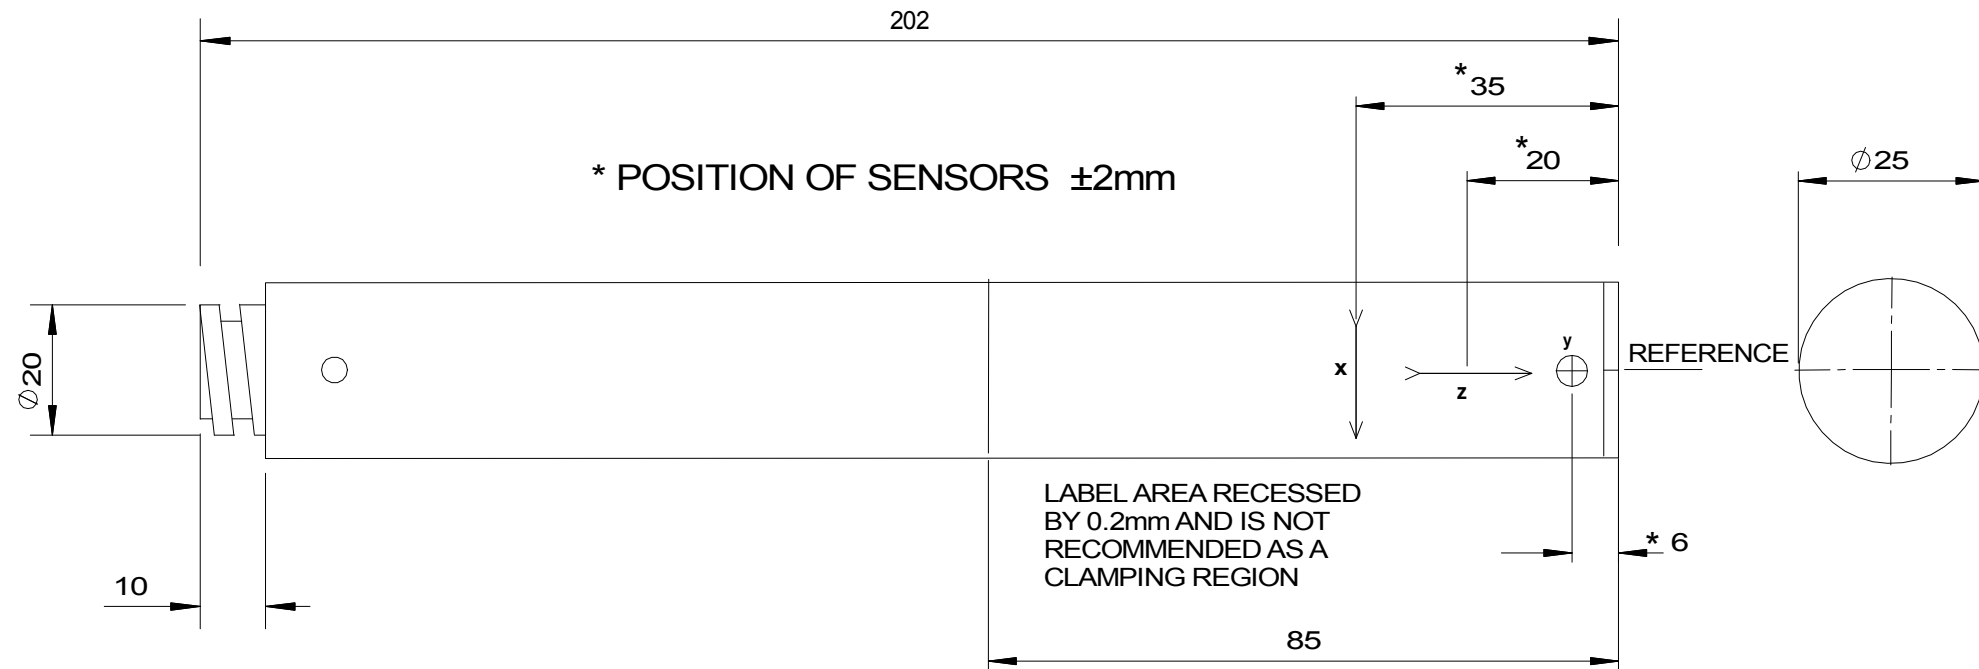 202
*35
*20
* POSITION OF SENSORS ±2mm
∅25
∅20
x
z
y
REFERENCE
LABEL AREA RECESSED
BY 0.2mm AND IS NOT
RECOMMENDED AS A
CLAMPING REGION
* 6
10
85